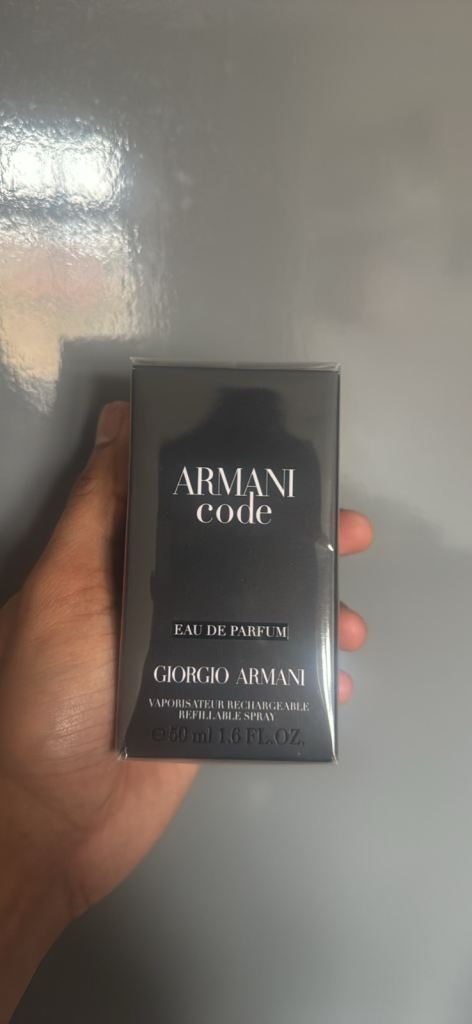 ARMANI
code
EAU DE PARFUM
GIORGIO ARMANI
VAPORISATEUR RECHARGEABLE
REFILLABLE SPRAY
℮ 50 ml 1.6 FL.OZ.